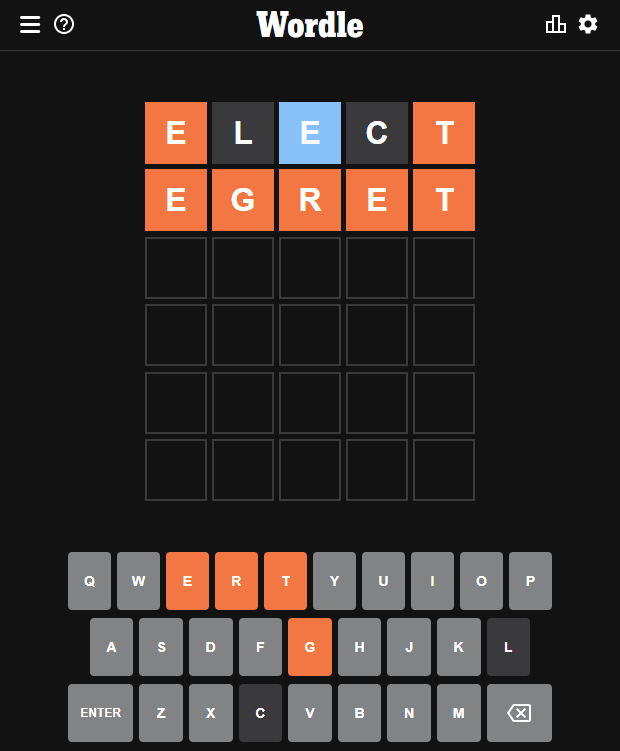 Wordle
E L E C T
E G R E T
Q W E R T Y U I O P
A S D F G H J K L
ENTER Z X C V B N M